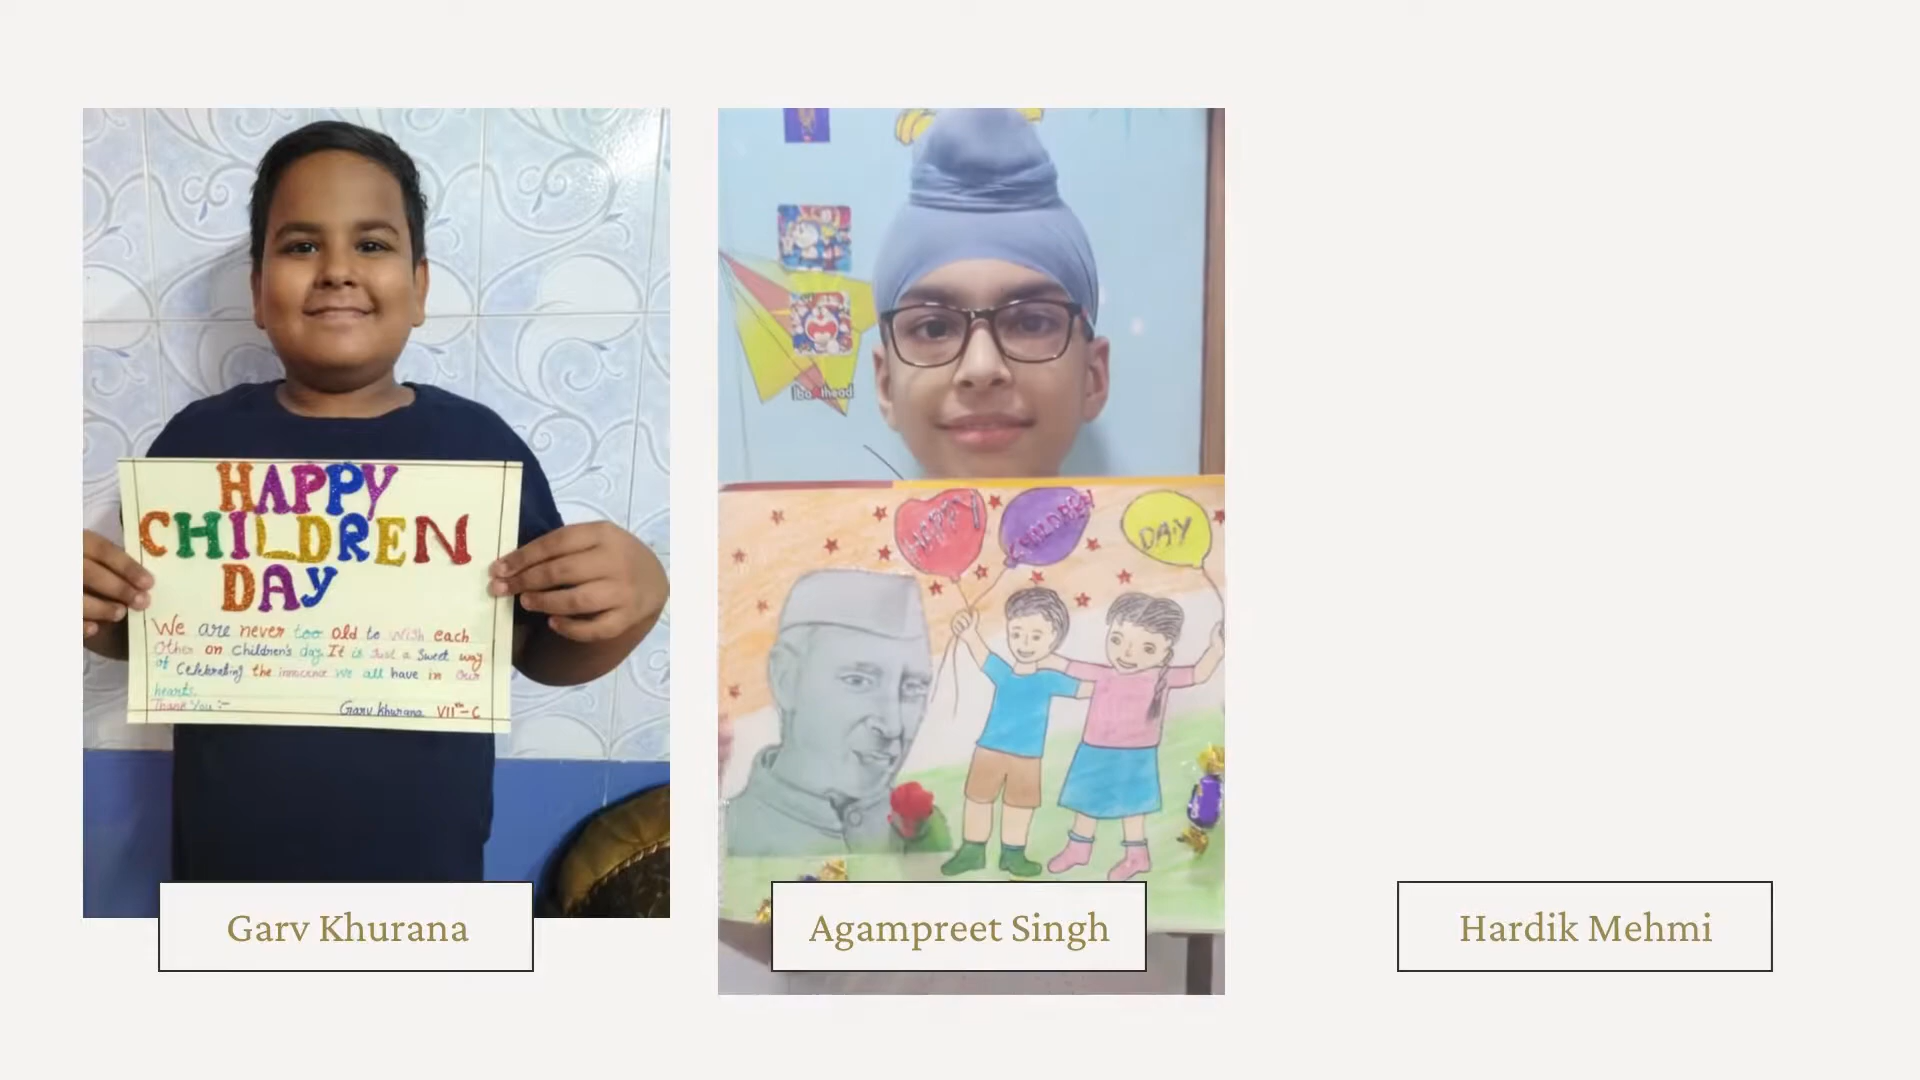 HAPPY
CHILDREN
DAY
We are never too old to wish each
Other on Children's day. It is Just a Sweet way
of Celebrating the innocence we all have in Our
hearts.
Thank You :-
Garv Khurana VIIth-C
HAPPY
CHILDREN
DAY
Garv Khurana
Agampreet Singh
Hardik Mehmi